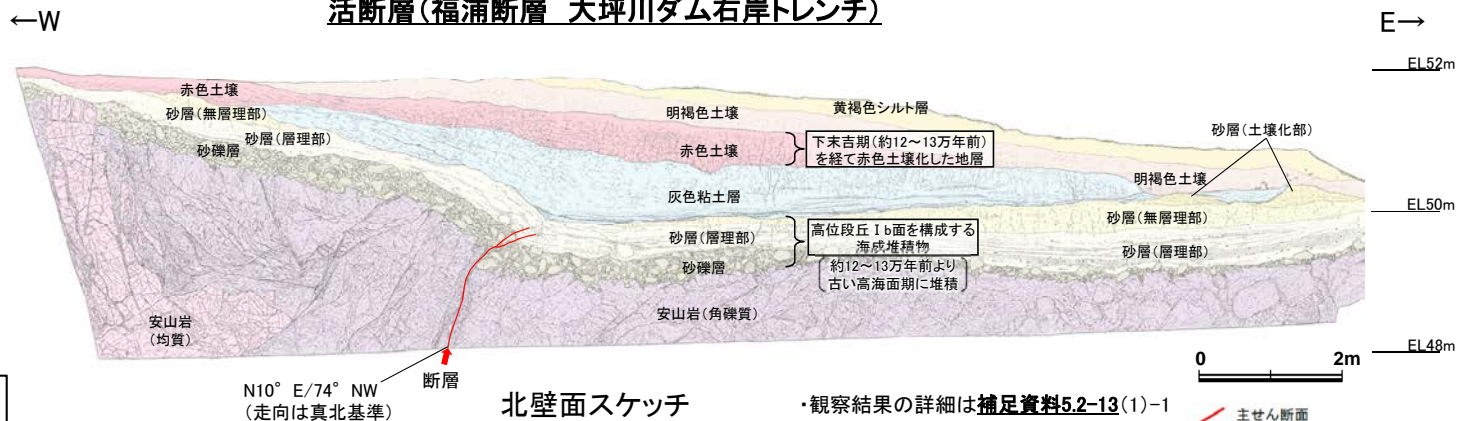 活断層(福浦断層 大坪川ダム右岸トレンチ)
←W
E→
EL52m
赤色土壌
砂層(無層理部)
砂層(層理部)
砂礫層
明褐色土壌
黄褐色シルト層
砂層(土壌化部)
赤色土壌
下末吉期(約12～13万年前)
を経て赤色土壌化した地層
明褐色土壌
灰色粘土層
EL50m
砂層(無層理部)
砂層(層理部)
高位段丘Ⅰb面を構成する
海成堆積物
砂層(層理部)
砂礫層
約12～13万年前より
古い高海面期に堆積
安山岩
(均質)
安山岩(角礫質)
EL48m
断層
N10°E/74°NW
(走向は真北基準)
北壁面スケッチ
・観察結果の詳細は補足資料5.2-13(1)-1
0 2m
主せん断面